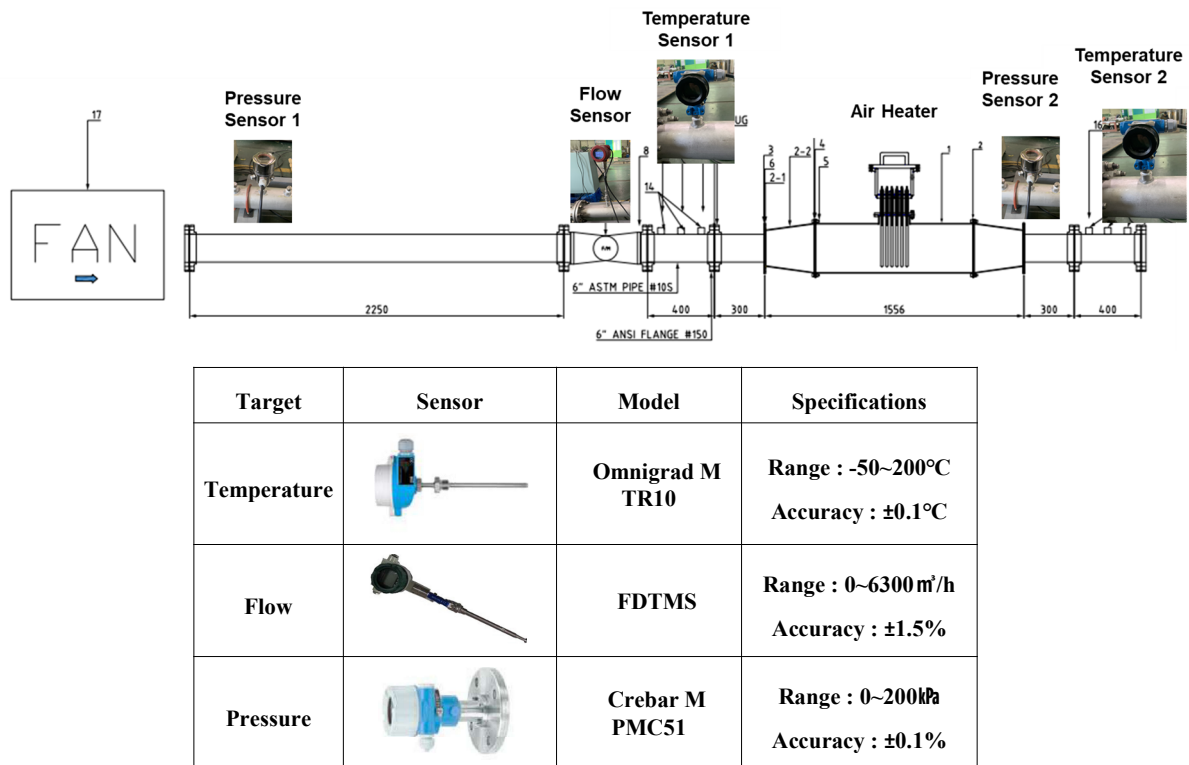 Temperature
Sensor 1
Temperature
Sensor 2
Pressure
Sensor 1
Flow
Sensor
Air Heater
Pressure
Sensor 2
17
FAN
8
14
UG
3
6
2-1
2-2
4
5
1
2
16
F/M
6" ASTM PIPE #10S
2250
400
300
1556
300
400
6" ANSI FLANGE #150
Target Sensor Model Specifications
Temperature
Omnigrad M
TR10
Range : -50~200℃
Accuracy : ±0.1℃
Flow
FDTMS
Range : 0~6300㎥/h
Accuracy : ±1.5%
Pressure
Crebar M
PMC51
Range : 0~200㎪
Accuracy : ±0.1%